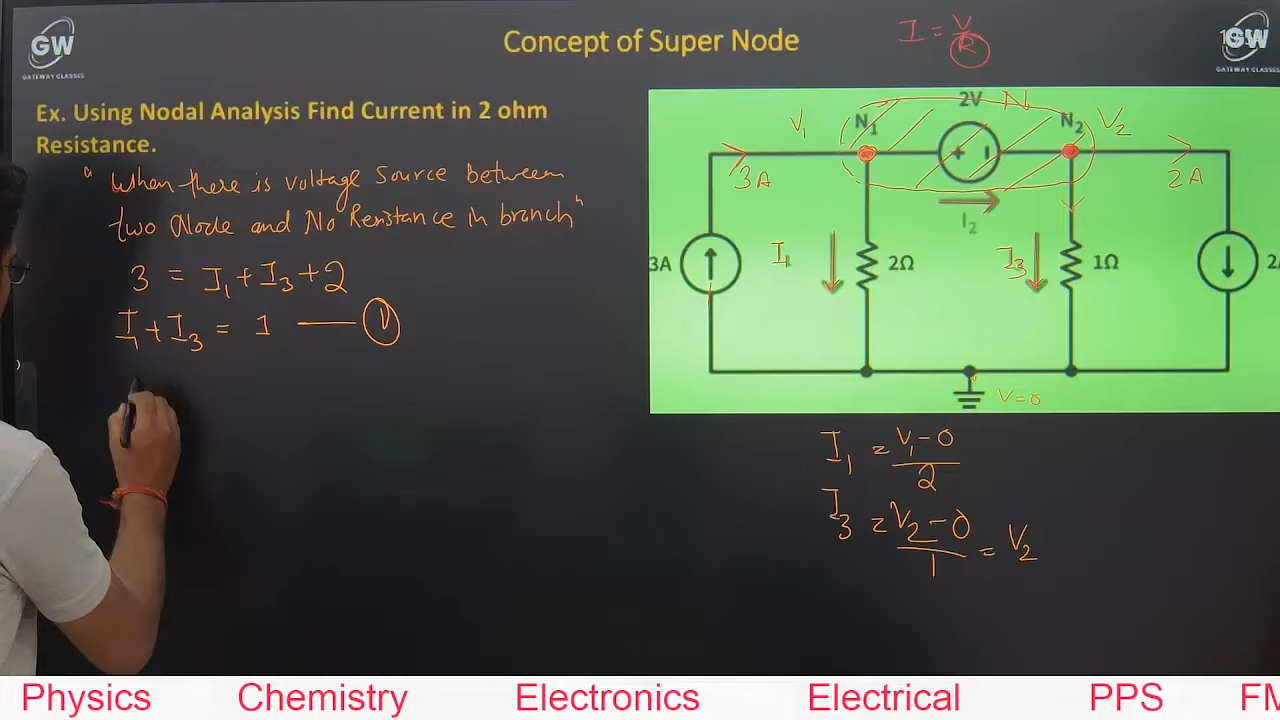 GW
GATEWAY CLASSES
Concept of Super Node
I = V/R
GW
GATEWAY CLASSES
Ex. Using Nodal Analysis Find Current in 2 ohm
Resistance.
"When there is voltage source between
two Node and No Resistance in branch"
3 = I1 + I3 + 2
I1 + I3 = 1
V1
N1
2V
N
N2
V2
+
3A
I2
2A
3A
I1
2Ω
I3
1Ω
V=0
I1 = V1-0/2
I3 = V2-0/1 = V2
Physics Chemistry Electronics Electrical PPS